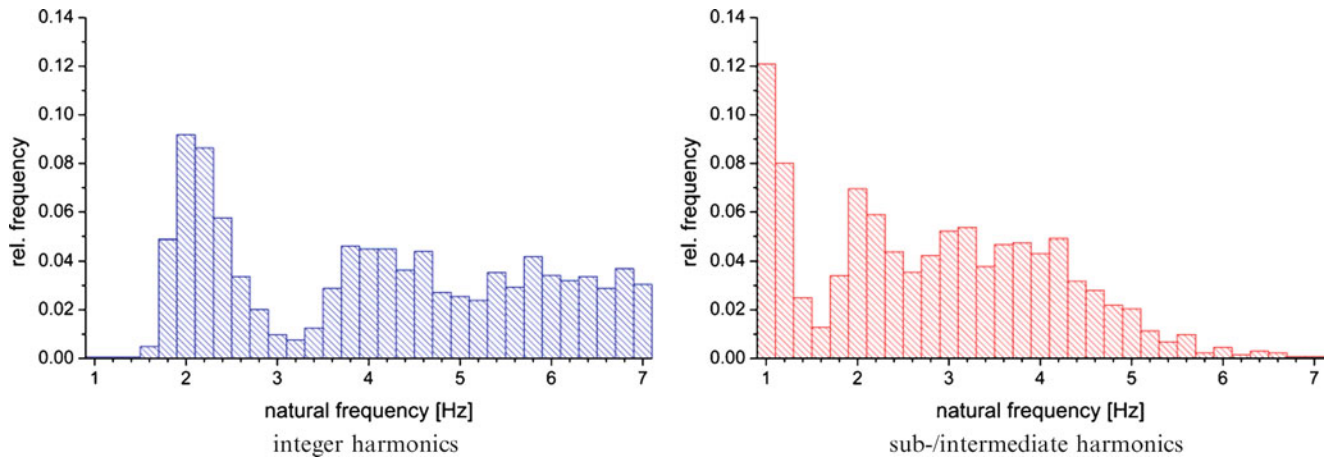 0.14
0.12
0.10
0.08
0.06
0.04
0.02
0.00
rel. frequency
1 2 3 4 5 6 7
natural frequency [Hz]
integer harmonics
0.14
0.12
0.10
0.08
0.06
0.04
0.02
0.00
rel. frequency
1 2 3 4 5 6 7
natural frequency [Hz]
sub-/intermediate harmonics